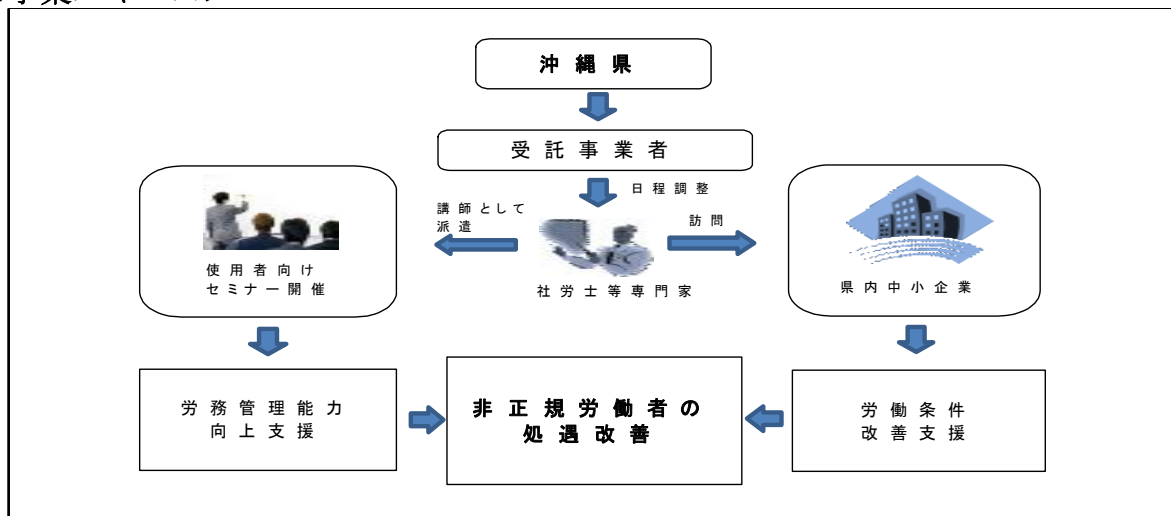 沖縄県
受託事業者
日程調整
講師として
派遣
訪問
使用者向け
セミナー開催
社労士等専門家
県内中小企業
労務管理能力
向上支援
非正規労働者の
処遇改善
労働条件
改善支援